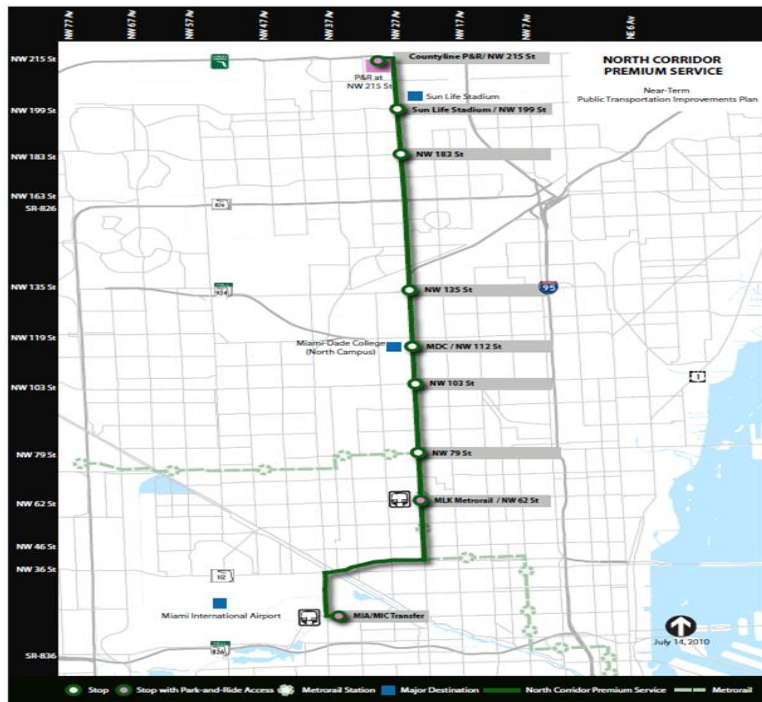 NW 77 Av
NW 67 Av
NW 57 Av
NW 47 Av
NW 37 Av
NW 27 Av
NW 17 Av
NW 7 Av
NE 6 Av
NW 215 St
Countyline P&R/ NW 215 St
NORTH CORRIDOR
PREMIUM SERVICE
P&R at
NW 215 St
Near-Term
Public Transportation Improvements Plan
Sun Life Stadium
NW 199 St
Sun Life Stadium / NW 199 St
NW 183 St
NW 183 St
NW 163 St
SR-826
826
NW 135 St
924
NW 135 St
95
NW 119 St
Miami-Dade College
(North Campus)
MDC / NW 112 St
NW 103 St
NW 103 St
1
NW 79 St
NW 79 St
NW 62 St
MLK Metrorail / NW 62 St
NW 46 St
NW 36 St
112
Miami International Airport
MIA/MIC Transfer
July 14, 2010
SR-836
836
Stop
Stop with Park-and-Ride Access
Metrorail Station
Major Destination
North Corridor Premium Service
Metrorail